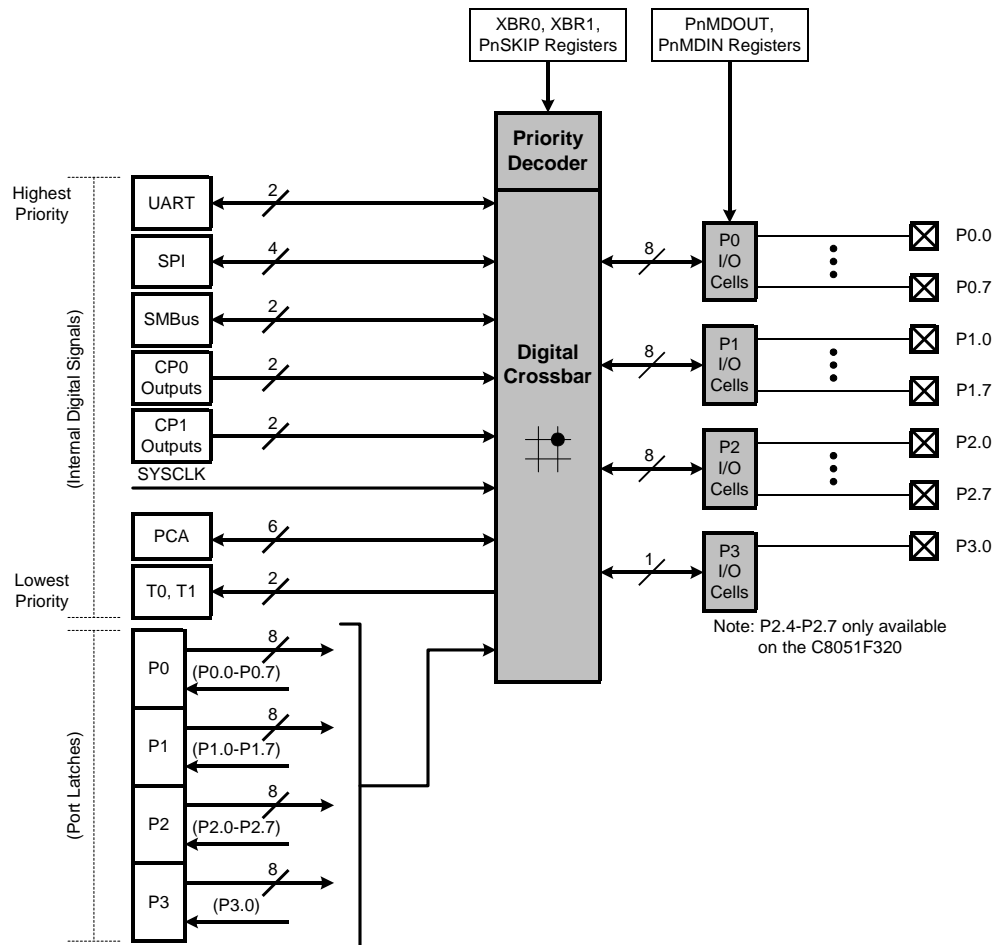 XBR0, XBR1,
PnSKIP Registers
PnMDOUT,
PnMDIN Registers
Priority
Decoder
Highest
Priority
UART
2
SPI
4
SMBus
2
CP0
Outputs
2
CP1
Outputs
2
SYSCLK
PCA
6
Lowest
Priority
T0, T1
2
(Internal Digital Signals)
Digital
Crossbar
8
P0
I/O
Cells
P0.0
P0.7
8
P1
I/O
Cells
P1.0
P1.7
8
P2
I/O
Cells
P2.0
P2.7
1
P3
I/O
Cells
P3.0
Note: P2.4-P2.7 only available
on the C8051F320
(Port Latches)
P0
8
(P0.0-P0.7)
P1
8
(P1.0-P1.7)
P2
8
(P2.0-P2.7)
P3
8
(P3.0)